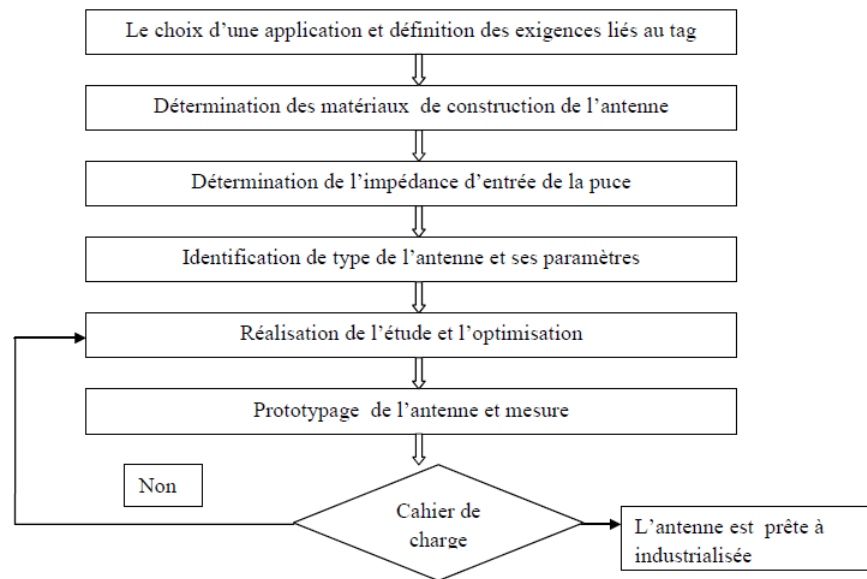 Le choix d'une application et définition des exigences liés au tag
Détermination des matériaux de construction de l'antenne
Détermination de l'impédance d'entrée de la puce
Identification de type de l'antenne et ses paramètres
Réalisation de l'étude et l'optimisation
Prototypage de l'antenne et mesure
Non
Cahier de
charge
L'antenne est prête à
industrialisée